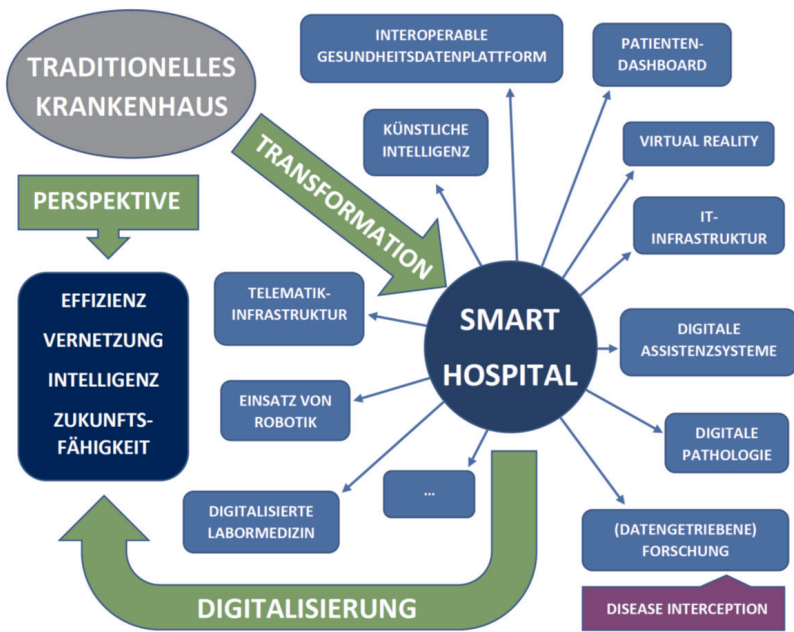 TRADITIONELLES
KRANKENHAUS
INTEROPERABLE
GESUNDHEITSDATENPLATTFORM
PATIENTEN-
DASHBOARD
KÜNSTLICHE
INTELLIGENZ
VIRTUAL REALITY
TRANSFORMATION
PERSPEKTIVE
IT-
INFRASTRUKTUR
EFFIZIENZ
VERNETZUNG
INTELLIGENZ
ZUKUNFTS-
FÄHIGKEIT
TELEMATIK-
INFRASTRUKTUR
SMART
HOSPITAL
DIGITALE
ASSISTENZSYSTEME
EINSATZ VON
ROBOTIK
DIGITALE
PATHOLOGIE
DIGITALISIERTE
LABORMEDIZIN
...
(DATENGETRIEBENE)
FORSCHUNG
DIGITALISIERUNG
DISEASE INTERCEPTION